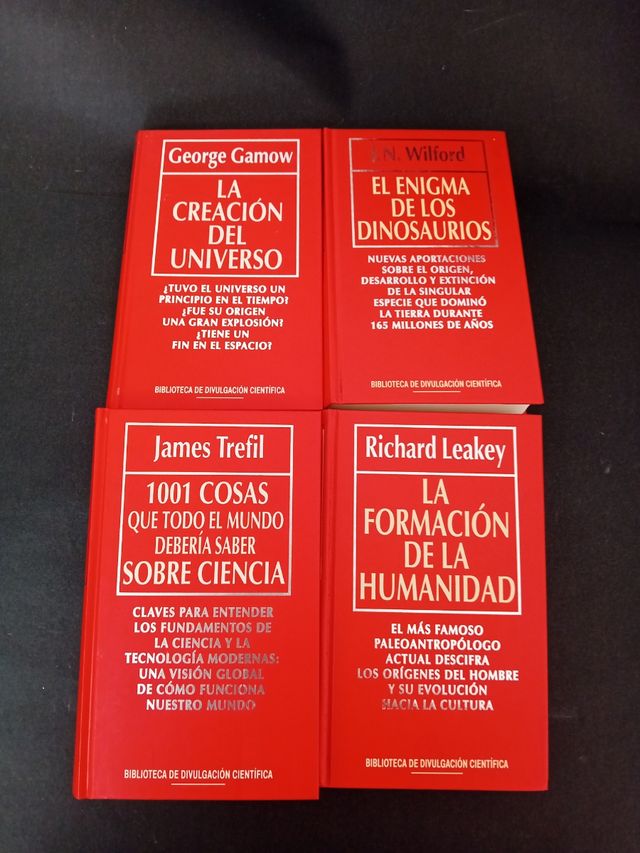 George Gamow
LA
CREACIÓN
DEL
UNIVERSO
¿TUVO EL UNIVERSO UN
PRINCIPIO EN EL TIEMPO?
¿FUE SU ORIGEN
UNA GRAN EXPLOSIÓN?
¿TIENE UN
FIN EN EL ESPACIO?
BIBLIOTECA DE DIVULGACIÓN CIENTÍFICA
J.N. Wilford
EL ENIGMA
DE LOS
DINOSAURIOS
NUEVAS APORTACIONES
SOBRE EL ORIGEN,
DESARROLLO Y EXTINCIÓN
DE LA SINGULAR
ESPECIE QUE DOMINÓ
LA TIERRA DURANTE
165 MILLONES DE AÑOS
BIBLIOTECA DE DIVULGACIÓN CIENTÍFICA
James Trefil
1001 COSAS
QUE TODO EL MUNDO
DEBERÍA SABER
SOBRE CIENCIA
CLAVES PARA ENTENDER
LOS FUNDAMENTOS DE
LA CIENCIA Y LA
TECNOLOGÍA MODERNAS:
UNA VISIÓN GLOBAL
DE CÓMO FUNCIONA
NUESTRO MUNDO
BIBLIOTECA DE DIVULGACIÓN CIENTÍFICA
Richard Leakey
LA
FORMACIÓN
DE LA
HUMANIDAD
EL MÁS FAMOSO
PALEOANTROPÓLOGO
ACTUAL DESCIFRA
LOS ORÍGENES DEL HOMBRE
Y SU EVOLUCIÓN
HACIA LA CULTURA
BIBLIOTECA DE DIVULGACIÓN CIENTÍFICA